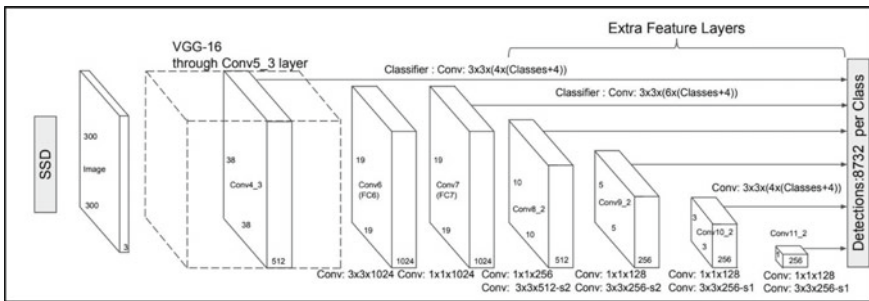 Extra Feature Layers
VGG-16
through Conv5_3 layer
Classifier : Conv: 3x3x(4x(Classes+4))
Classifier : Conv: 3x3x(6x(Classes+4))
SSD
300
Image
300
3
38
Conv4_3
38
512
19
Conv6
(FC6)
19
1024
19
Conv7
(FC7)
19
1024
10
Conv8_2
10
512
5
Conv9_2
5
256
Conv: 3x3x(4x(Classes+4))
3
Conv10_2
3
256
Conv11_2
256
Detections:8732 per Class
Conv: 3x3x1024
Conv: 1x1x1024
Conv: 1x1x256
Conv: 3x3x512-s2
Conv: 1x1x128
Conv: 3x3x256-s2
Conv: 1x1x128
Conv: 3x3x256-s1
Conv: 1x1x128
Conv: 3x3x256-s1